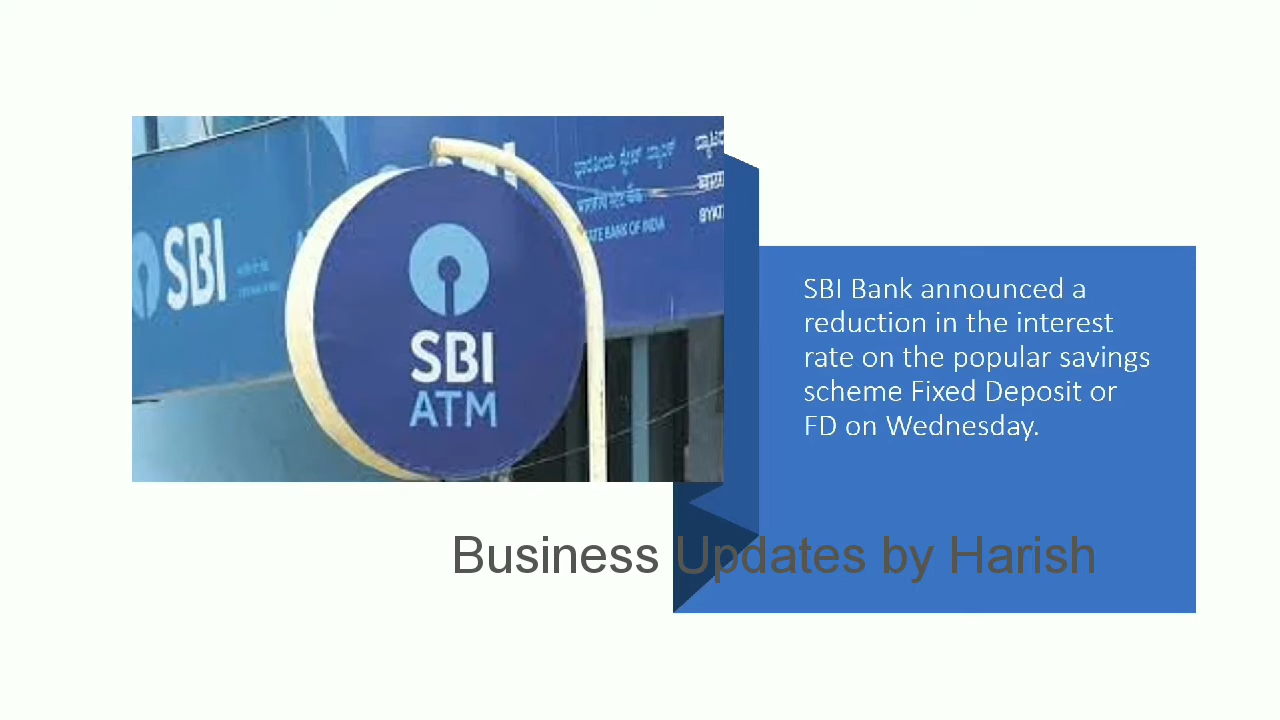 SBI
SBI
ATM
STATE BANK OF INDIA
SBI Bank announced a
reduction in the interest
rate on the popular savings
scheme Fixed Deposit or
FD on Wednesday.
Business Updates by Harish